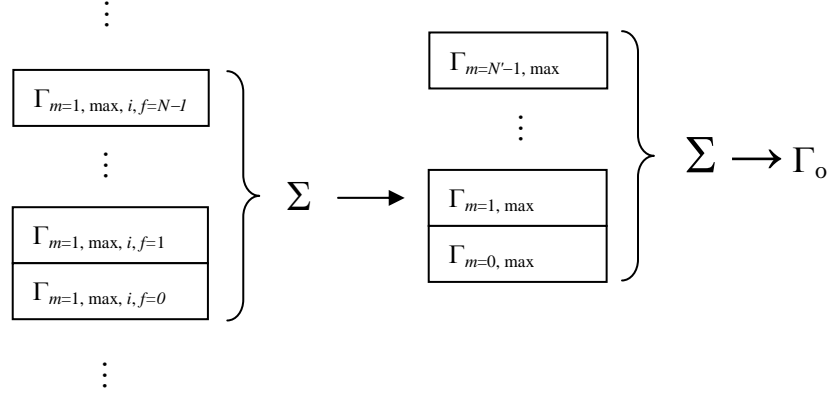 ⋮
Γm=1, max, i, f=N−1
⋮
Γm=1, max, i, f=1
Γm=1, max, i, f=0
⋮
Σ
Γm=N'−1, max
⋮
Γm=1, max
Γm=0, max
Σ → Γo